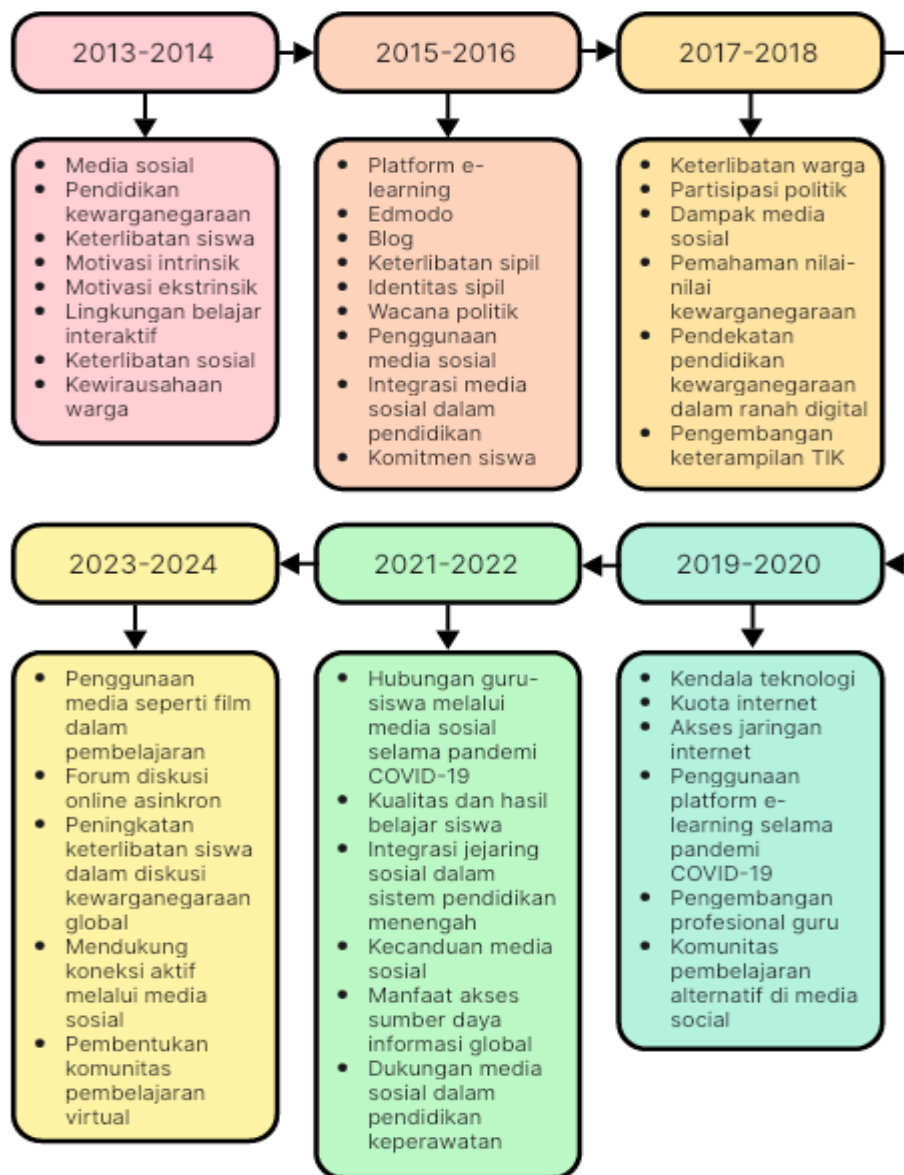 2013-2014
• Media sosial
• Pendidikan
kewarganegaraan
• Keterlibatan siswa
• Motivasi intrinsik
• Motivasi ekstrinsik
• Lingkungan belajar
interaktif
• Keterlibatan sosial
• Kewirausahaan
warga
2015-2016
• Platform e-
learning
• Edmodo
• Blog
• Keterlibatan sipil
• Identitas sipil
• Wacana politik
• Penggunaan
media sosial
• Integrasi media
sosial dalam
pendidikan
• Komitmen siswa
2017-2018
• Keterlibatan warga
• Partisipasi politik
• Dampak media
sosial
• Pemahaman nilai-
nilai
kewarganegaraan
• Pendekatan
pendidikan
kewarganegaraan
dalam ranah digital
• Pengembangan
keterampilan TIK
2019-2020
• Kendala teknologi
• Kuota internet
• Akses jaringan
internet
• Penggunaan
platform e-
learning selama
pandemi
COVID-19
• Pengembangan
profesional guru
• Komunitas
pembelajaran
alternatif di media
social
2021-2022
• Hubungan guru-
siswa melalui
media sosial
selama pandemi
COVID-19
• Kualitas dan hasil
belajar siswa
• Integrasi jejaring
sosial dalam
sistem pendidikan
menengah
• Kecanduan media
sosial
• Manfaat akses
sumber daya
informasi global
• Dukungan media
sosial dalam
pendidikan
keperawatan
2023-2024
• Penggunaan
media seperti film
dalam
pembelajaran
• Forum diskusi
online asinkron
• Peningkatan
keterlibatan siswa
dalam diskusi
kewarganegaraan
global
• Mendukung
koneksi aktif
melalui media
sosial
• Pembentukan
komunitas
pembelajaran
virtual